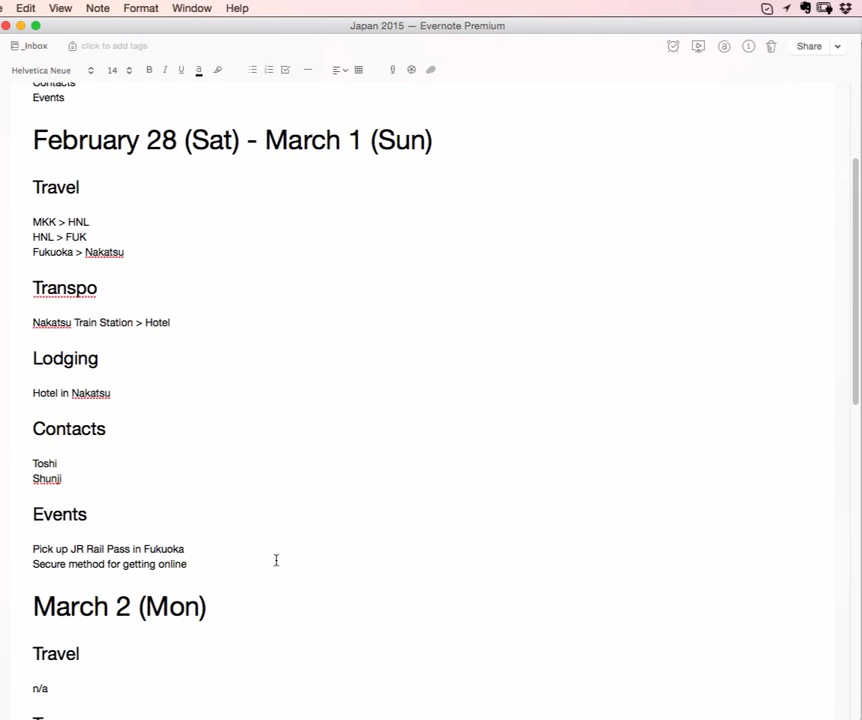 Edit View Note Format Window Help
Japan 2015 — Evernote Premium
_Inbox click to add tags
Share
Helvetica Neue 14 B I U a
Contacts
Events
February 28 (Sat) - March 1 (Sun)
Travel
MKK > HNL
HNL > FUK
Fukuoka > Nakatsu
Transpo
Nakatsu Train Station > Hotel
Lodging
Hotel in Nakatsu
Contacts
Toshi
Shunji
Events
Pick up JR Rail Pass in Fukuoka
Secure method for getting online
March 2 (Mon)
Travel
n/a